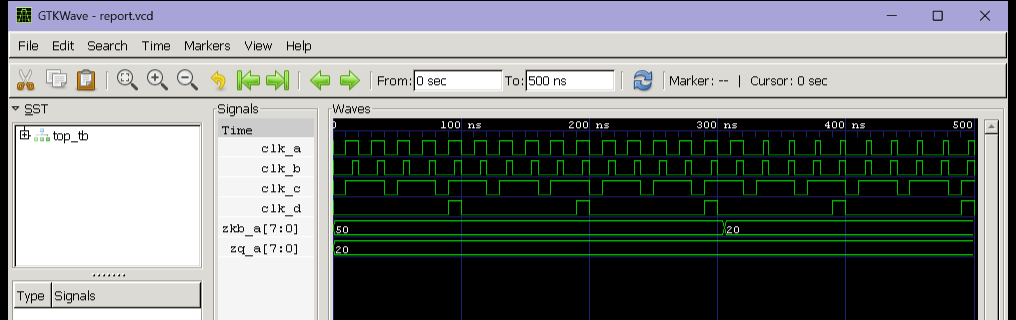 GTKWave - report.vcd
File Edit Search Time Markers View Help
From: 0 sec To: 500 ns | Marker: -- | Cursor: 0 sec
SST
top_tb
Type Signals
Signals
Time
clk_a
clk_b
clk_c
clk_d
zkb_a[7:0]
zq_a[7:0]
Waves
0 100 ns 200 ns 300 ns 400 ns 500
50 20
20